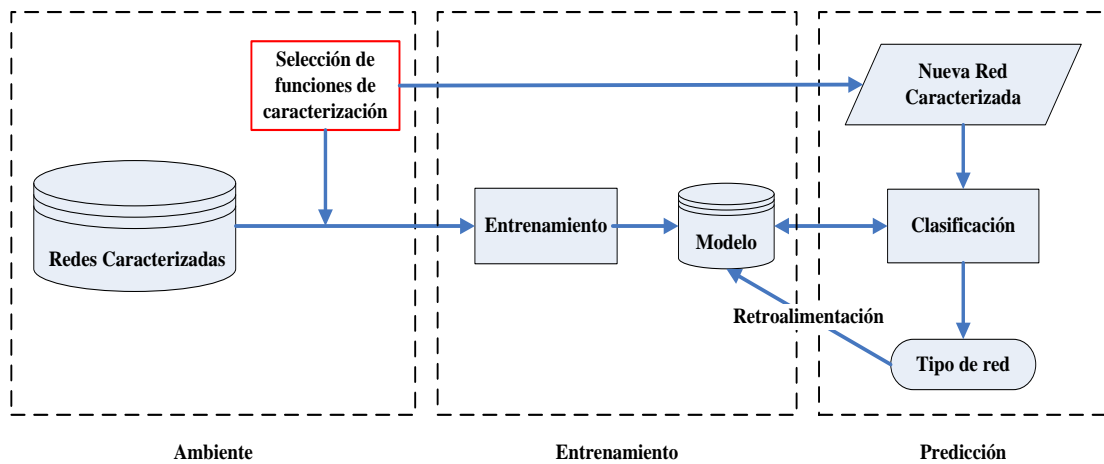 Selección de
funciones de
caracterización
Nueva Red
Caracterizada
Redes Caracterizadas
Entrenamiento
Modelo
Clasificación
Retroalimentación
Tipo de red
Ambiente
Entrenamiento
Predicción